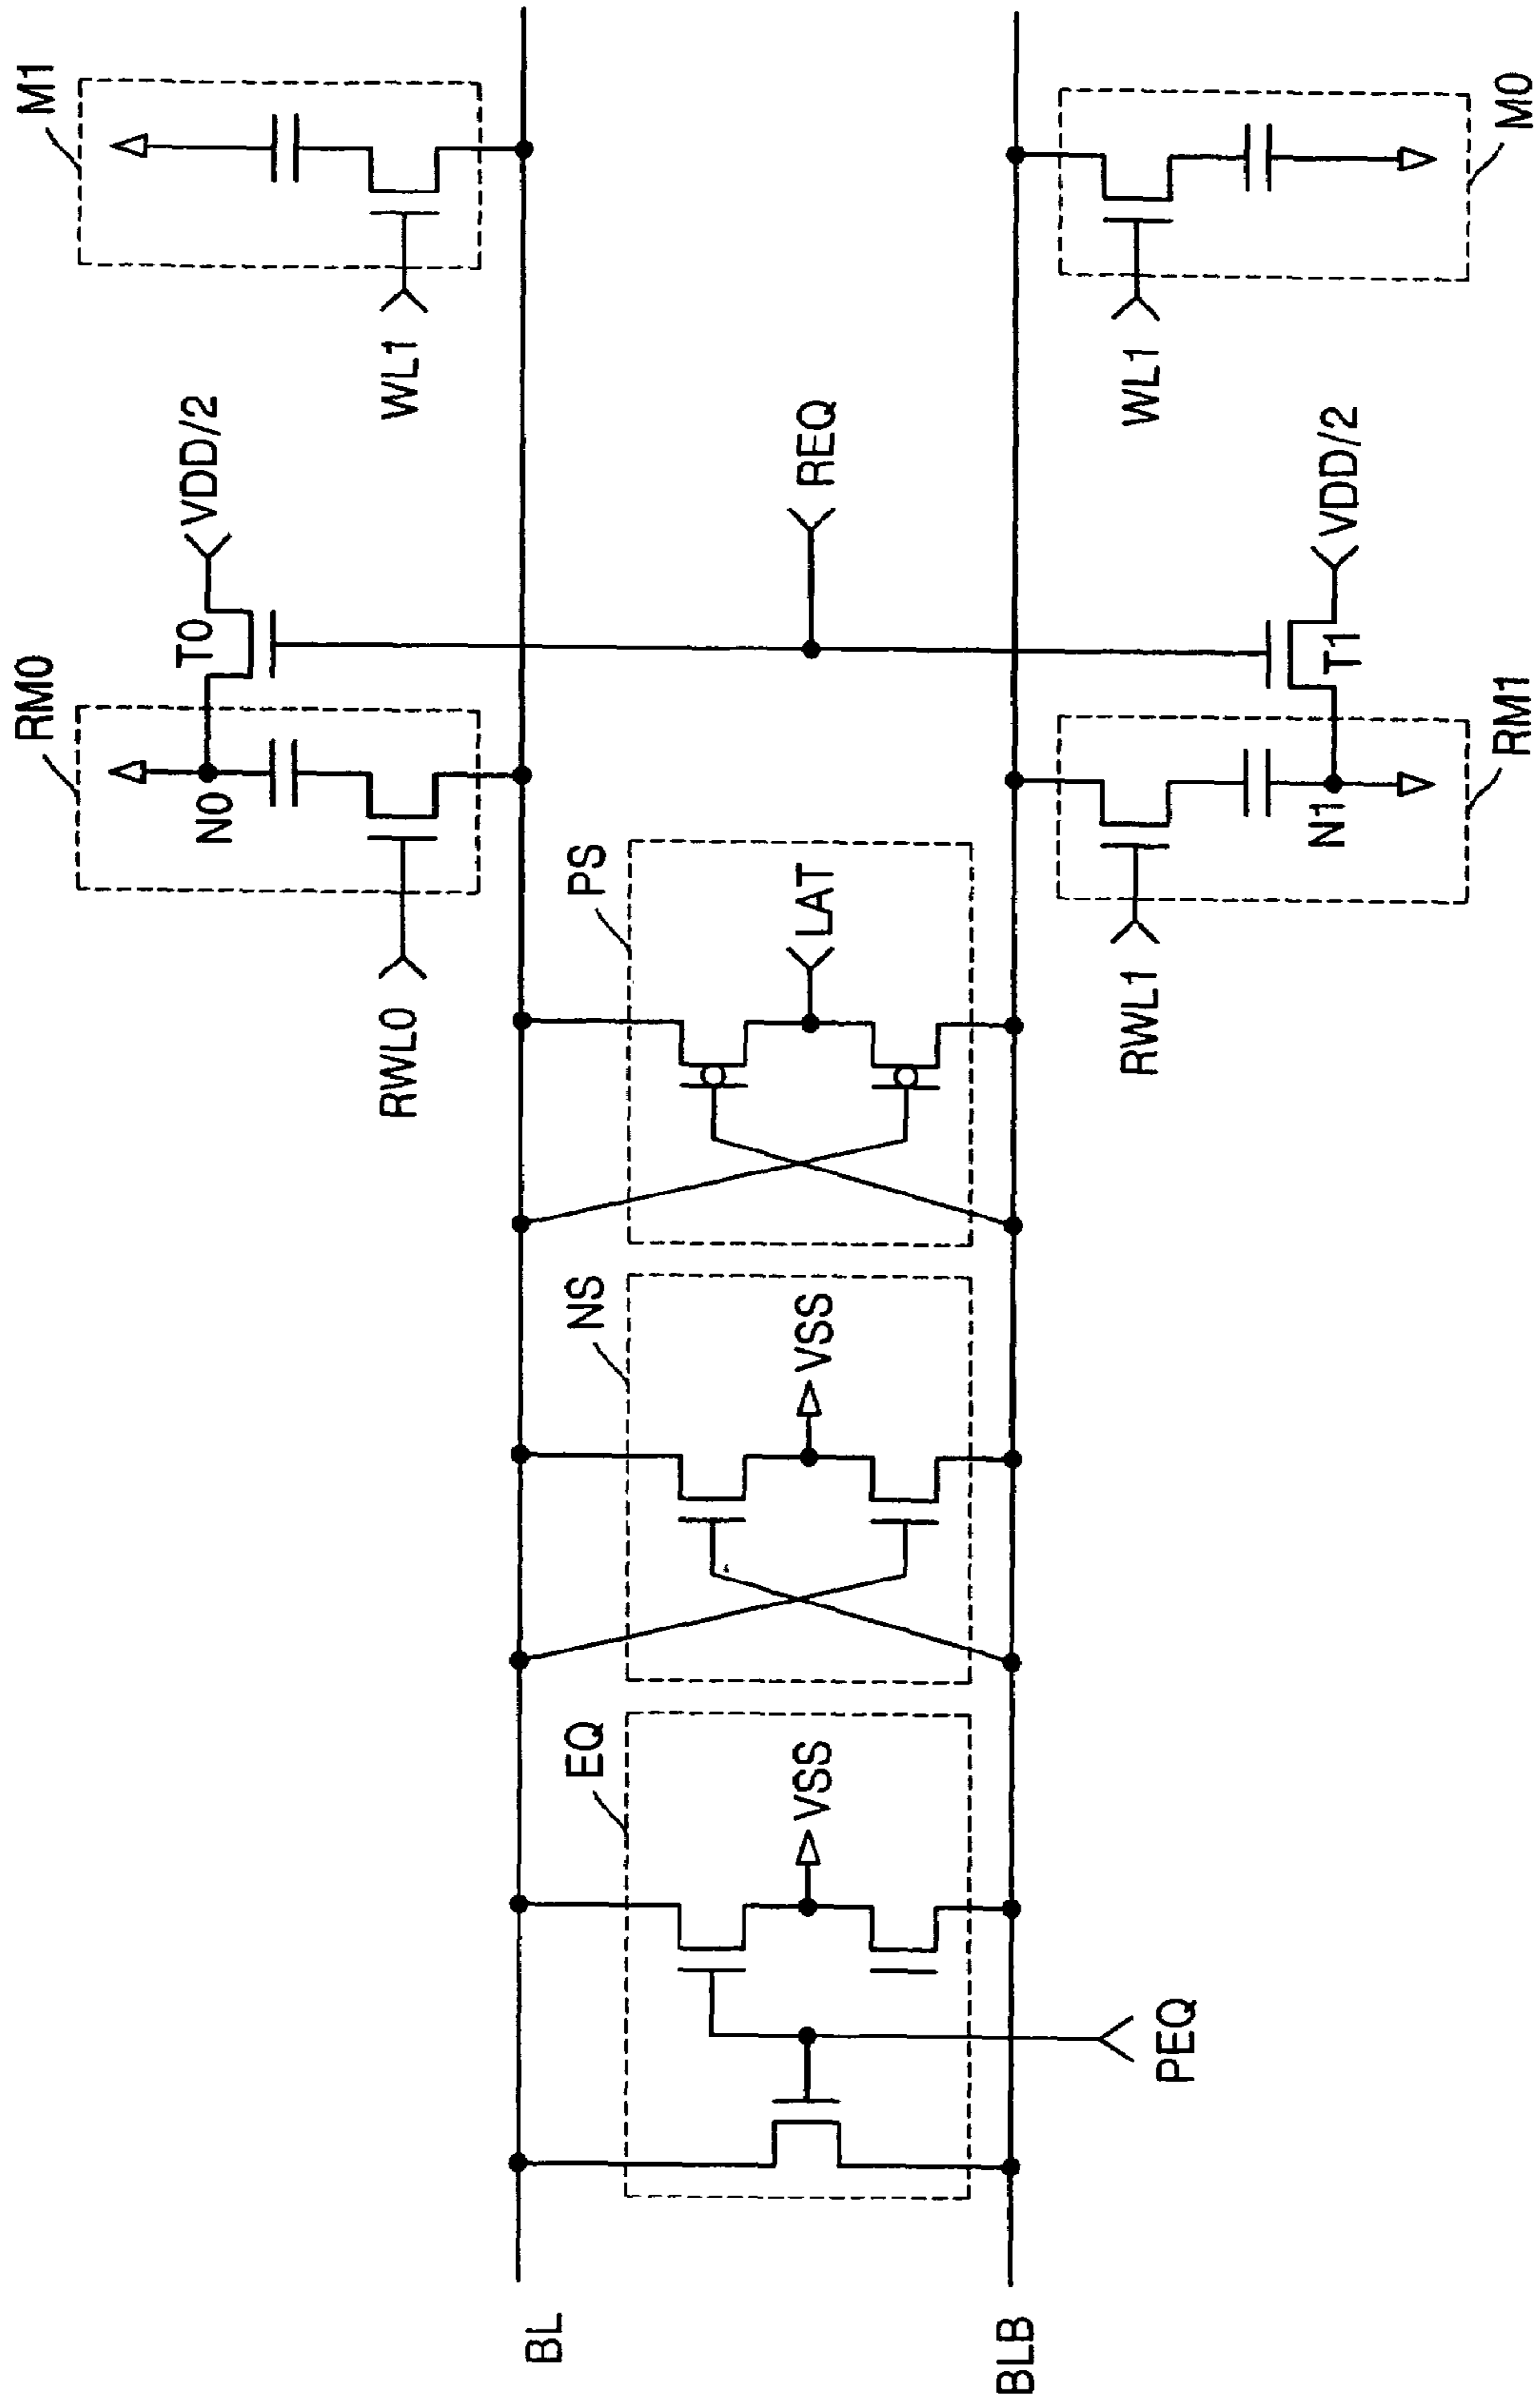 M1
WL1
VDD/2
T0
RM0
N0
RWL0
REQ
PS
LAT
NS
VSS
EQ
VSS
BL
BLB
PEQ
M0
WL1
VDD/2
T1
RM1
N1
RWL1